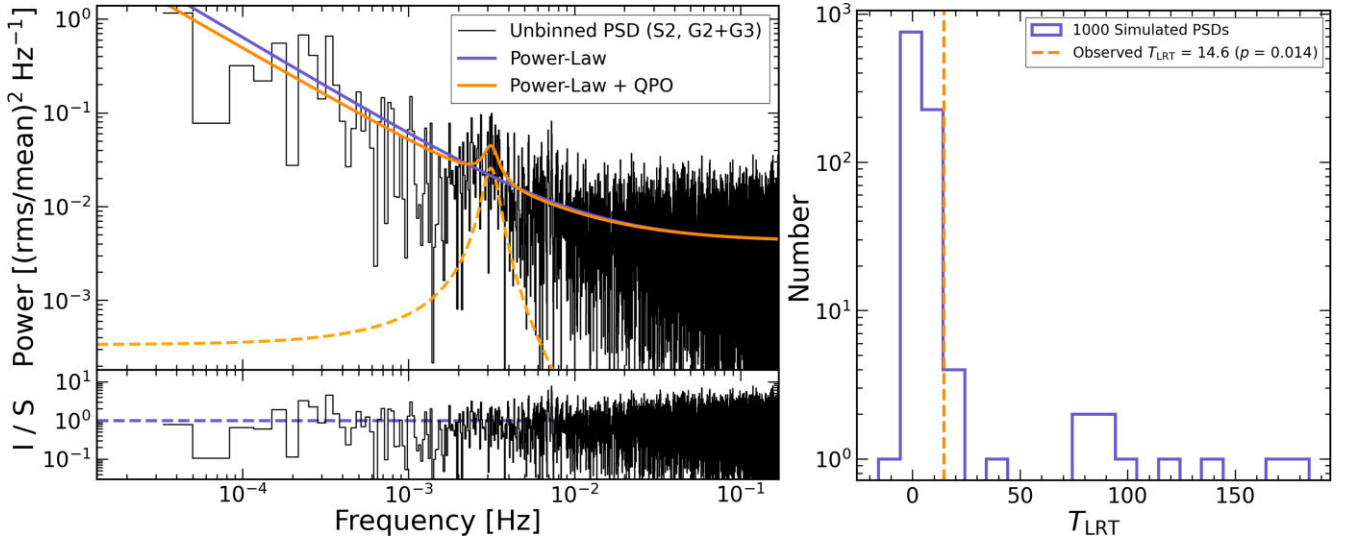 Unbinned PSD (S2, G2+G3)
Power-Law
Power-Law + QPO
Power [(rms/mean)² Hz⁻¹]
10⁰
10⁻¹
10⁻²
10⁻³
I / S
10¹
10⁰
10⁻¹
10⁻⁴ 10⁻³ 10⁻² 10⁻¹
Frequency [Hz]
1000 Simulated PSDs
Observed T_LRT = 14.6 (p = 0.014)
Number
10³
10²
10¹
10⁰
0 50 100 150
T_LRT